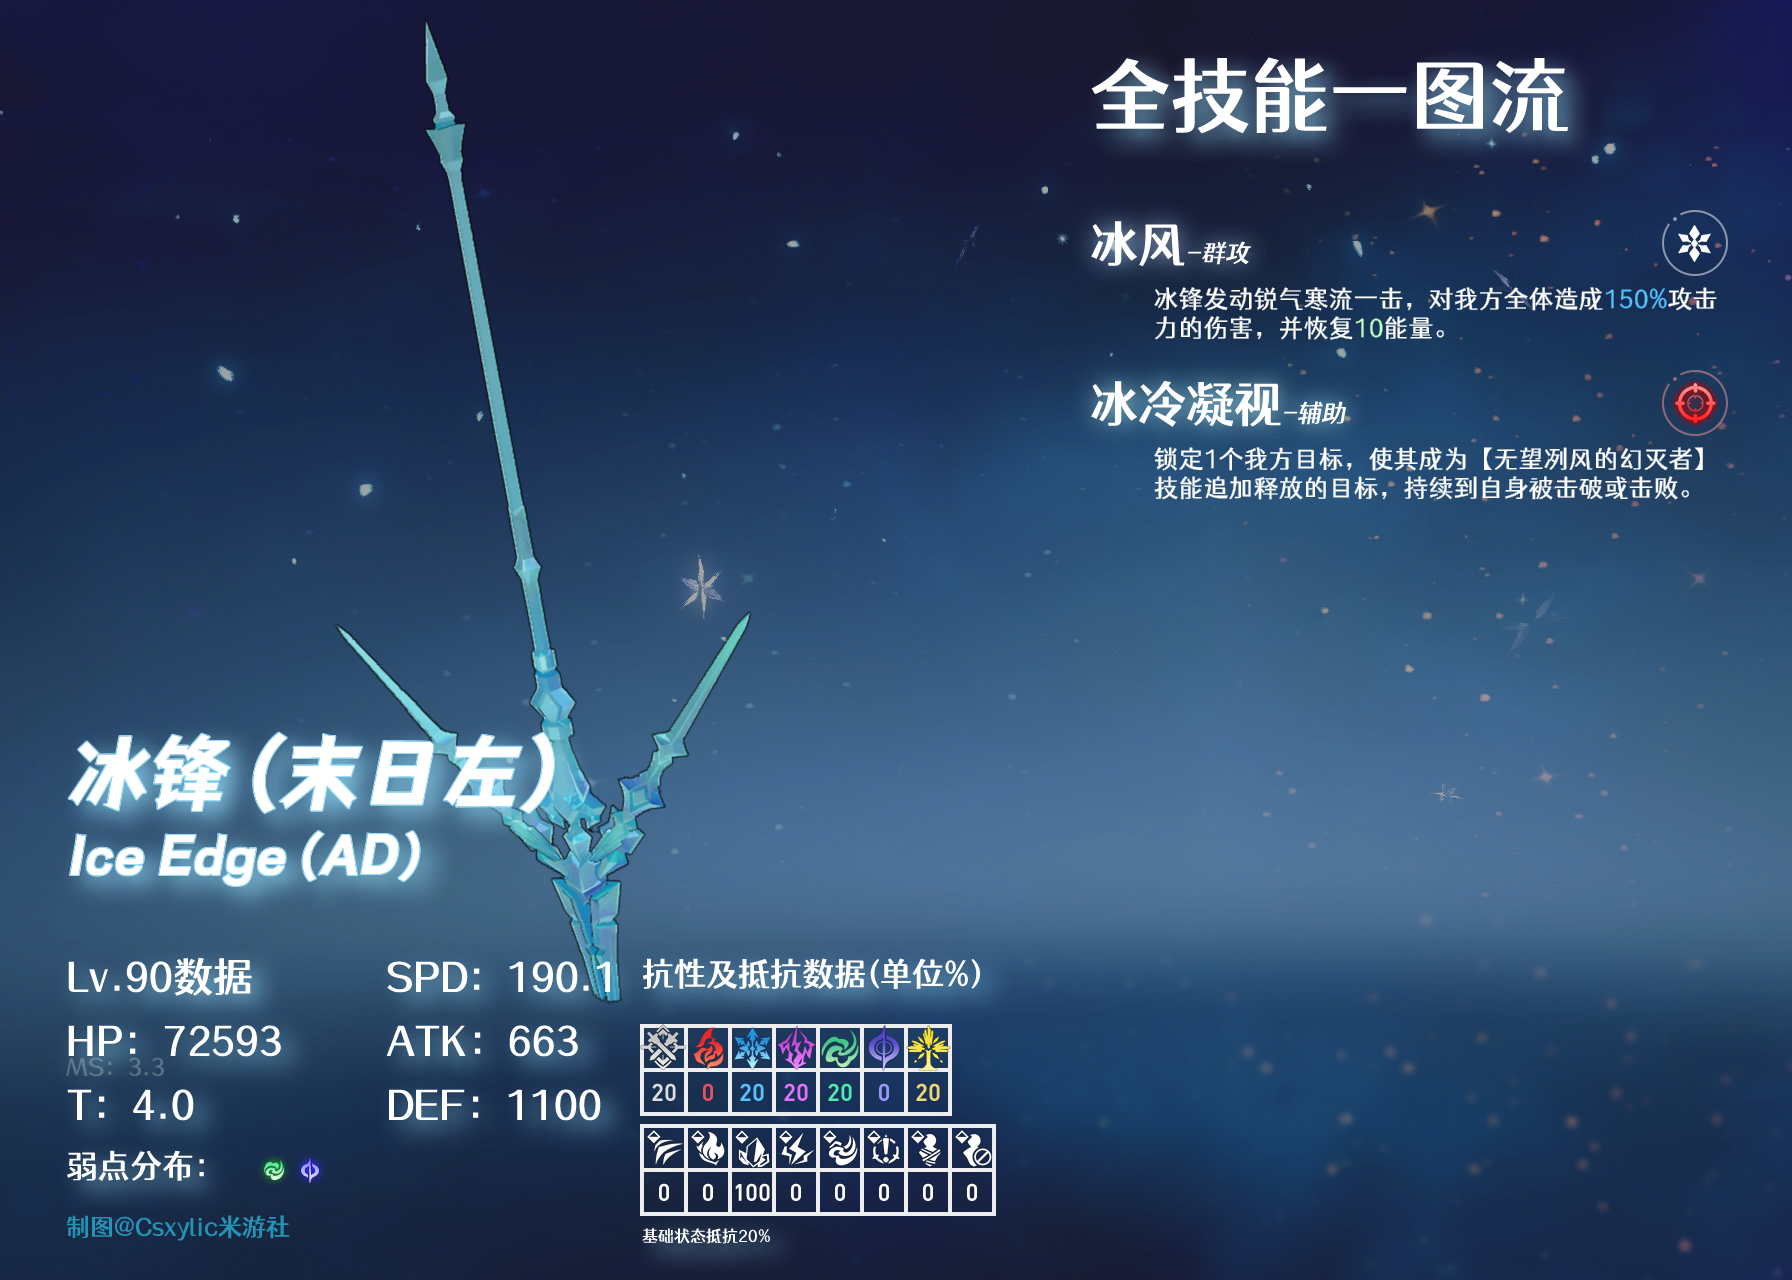 全技能一图流
冰风-群攻
冰锋发动锐气寒流一击，对我方全体造成150%攻击
力的伤害，并恢复10能量。
冰冷凝视-辅助
锁定1个我方目标，使其成为【无望冽风的幻灭者】
技能追加释放的目标，持续到自身被击破或击败。
冰锋（末日左）
Ice Edge (AD)
Lv.90数据
SPD: 190.1
HP: 72593
ATK: 663
MS: 3.3
T: 4.0
DEF: 1100
弱点分布:
制图@Csxylic米游社
抗性及抵抗数据(单位%)
20 0 20 20 20 0 20
0 0 100 0 0 0 0 0
基础状态抵抗20%